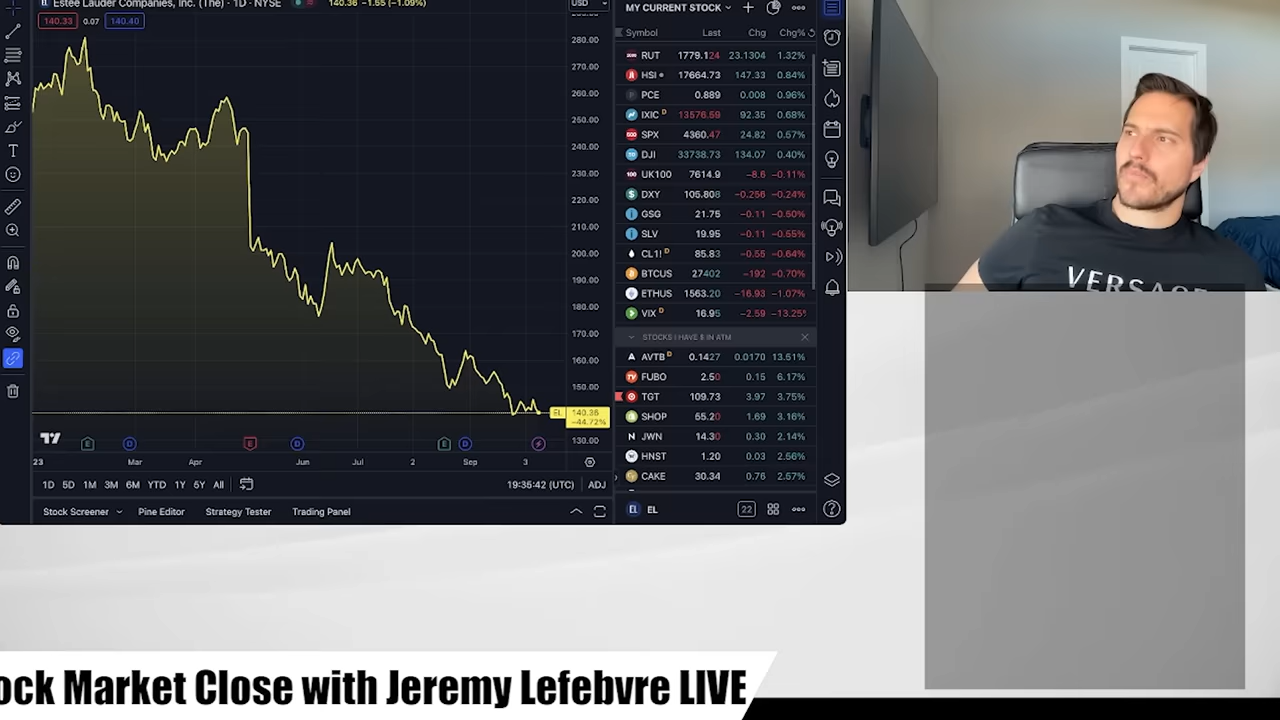 Estee Lauder Companies, Inc. (The) · 1D · NYSE
140.36 −1.55 (−1.09%)
USD
140.33 0.07 140.40
280.00
270.00
260.00
250.00
240.00
230.00
220.00
210.00
200.00
190.00
180.00
170.00
160.00
150.00
EL 140.36
−44.72%
130.00
E D E D E D
23 Mar Apr Jun Jul 2 Sep 3
1D 5D 1M 3M 6M YTD 1Y 5Y All
19:35:42 (UTC) ADJ
Stock Screener Pine Editor Strategy Tester Trading Panel
MY CURRENT STOCK
Symbol Last Chg Chg%
RUT 1779.124 23.1304 1.32%
HSI 17664.73 147.33 0.84%
PCE 0.889 0.008 0.96%
IXIC D 13576.59 92.35 0.68%
SPX 4360.47 24.82 0.57%
DJI 33738.73 134.07 0.40%
UK100 7614.9 −8.6 −0.11%
DXY 105.808 −0.256 −0.24%
GSG 21.75 −0.11 −0.50%
SLV 19.95 −0.11 −0.55%
CL1! D 85.83 −0.55 −0.64%
BTCUS 27402 −192 −0.70%
ETHUS 1563.20 −16.93 −1.07%
VIX D 16.95 −2.59 −13.25
STOCKS I HAVE $ IN ATM
AVTB D 0.1427 0.0170 13.51%
FUBO 2.50 0.15 6.17%
TGT 109.73 3.97 3.75%
SHOP 55.20 1.69 3.16%
JWN 14.30 0.30 2.14%
HNST 1.20 0.03 2.56%
CAKE 30.34 0.76 2.57%
EL EL 22
VERSACE
ock Market Close with Jeremy Lefebvre LIVE